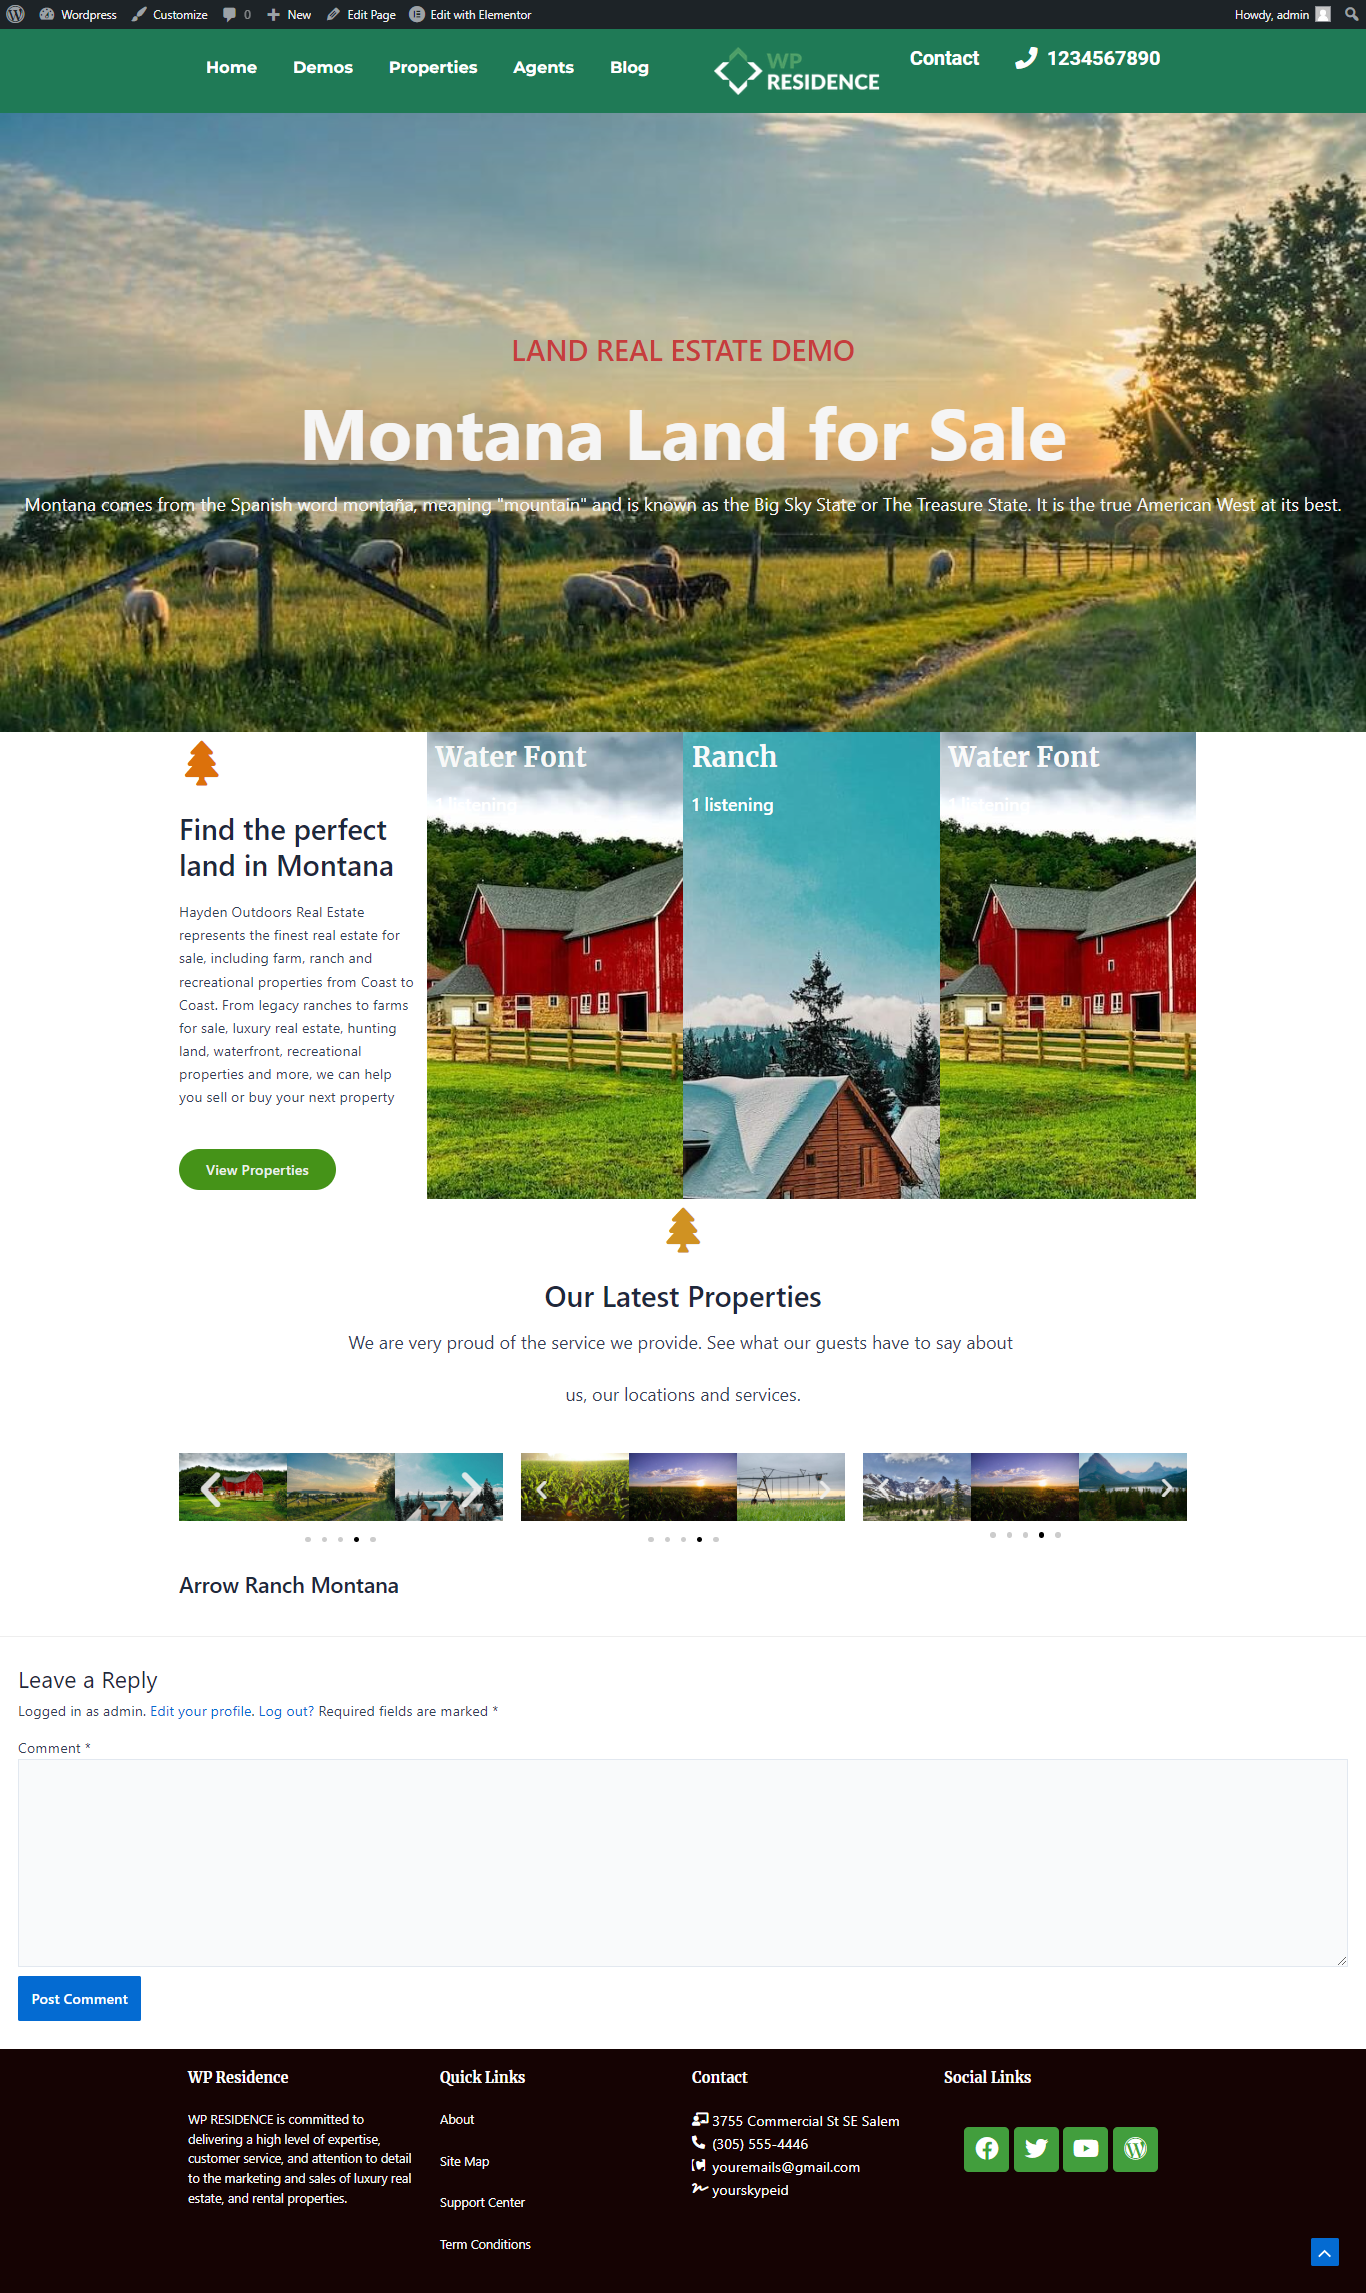 Wordpress Customize 0 New Edit Page Edit with Elementor Howdy, admin
Home Demos Properties Agents Blog
WP
RESIDENCE
Contact 1234567890
LAND REAL ESTATE DEMO
Montana Land for Sale
Montana comes from the Spanish word montaña, meaning "mountain" and is known as the Big Sky State or The Treasure State. It is the true American West at its best.
Find the perfect
land in Montana
Hayden Outdoors Real Estate
represents the finest real estate for
sale, including farm, ranch and
recreational properties from Coast to
Coast. From legacy ranches to farms
for sale, luxury real estate, hunting
land, waterfront, recreational
properties and more, we can help
you sell or buy your next property
View Properties
Water Font
1 listening
Ranch
1 listening
Water Font
1 listening
Our Latest Properties
We are very proud of the service we provide. See what our guests have to say about
us, our locations and services.
Arrow Ranch Montana
Leave a Reply
Logged in as admin. Edit your profile. Log out? Required fields are marked *
Comment *
Post Comment
WP Residence
WP RESIDENCE is committed to
delivering a high level of expertise,
customer service, and attention to detail
to the marketing and sales of luxury real
estate, and rental properties.
Quick Links
About
Site Map
Support Center
Term Conditions
Contact
3755 Commercial St SE Salem
(305) 555-4446
youremails@gmail.com
yourskypeid
Social Links